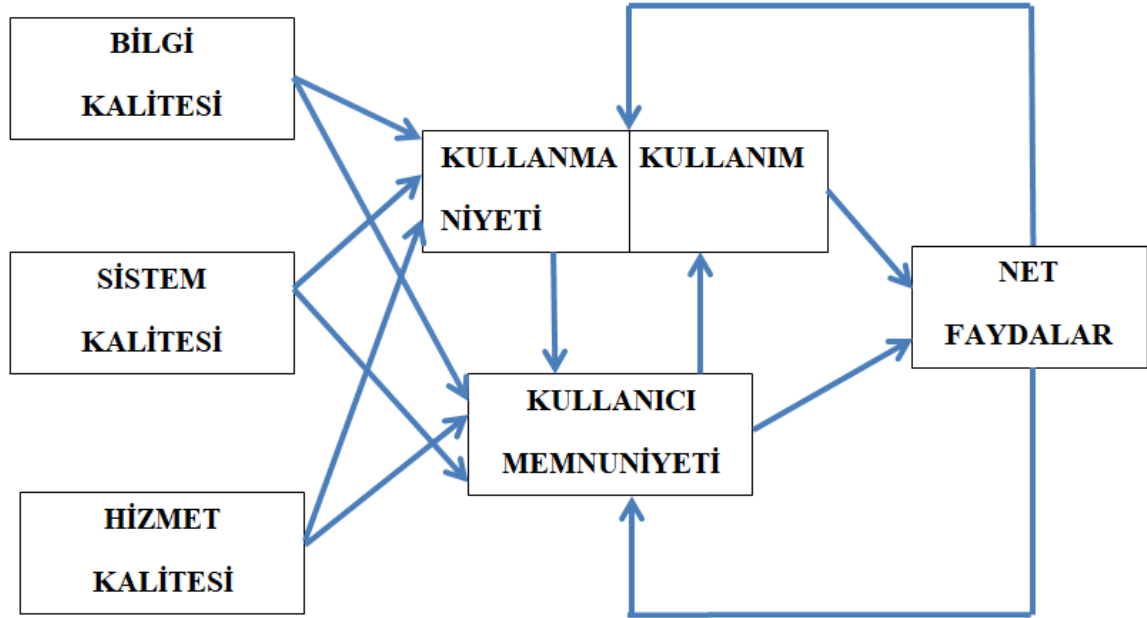 BİLGİ
KALİTESİ
KULLANMA
NİYETİ
KULLANIM
SİSTEM
KALİTESİ
NET
FAYDALAR
KULLANICI
MEMNUNİYETİ
HİZMET
KALİTESİ